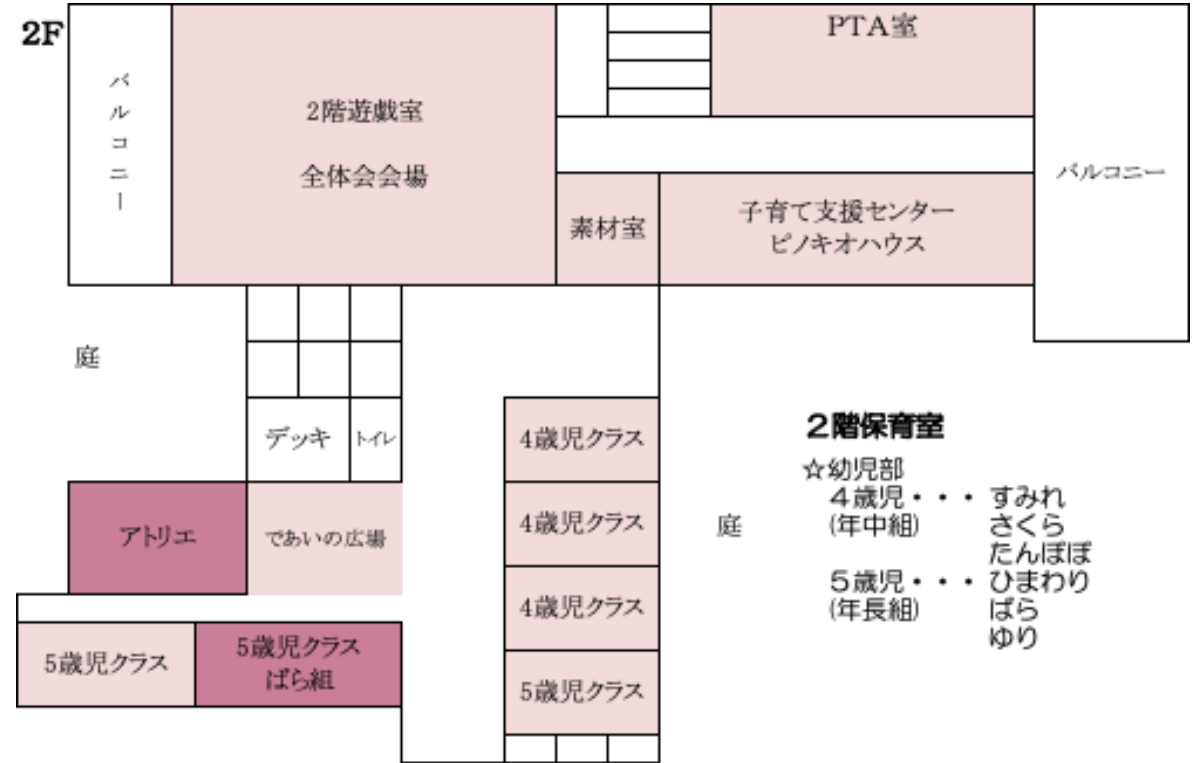 2F
バルコニー
2階遊戯室
全体会会場
PTA室
バルコニー
素材室
子育て支援センター
ピノキオハウス
庭
デッキ
トイレ
アトリエ
であいの広場
5歳児クラス
5歳児クラス
ばら組
4歳児クラス
4歳児クラス
4歳児クラス
5歳児クラス
庭
2階保育室
☆幼児部
4歳児・・・ すみれ
(年中組) さくら
たんぽぽ
5歳児・・・ ひまわり
(年長組) ばら
ゆり